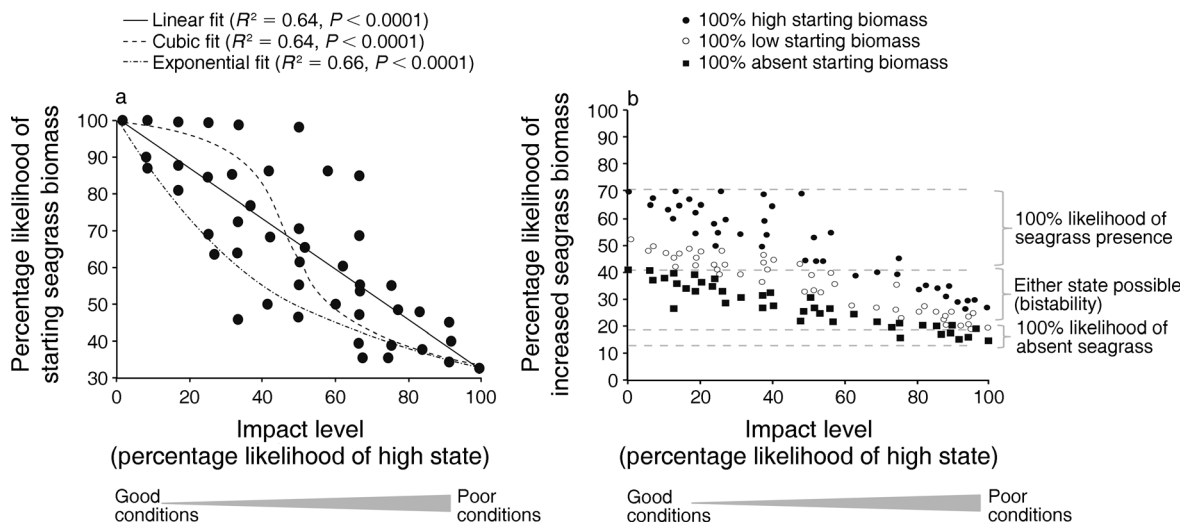 Linear fit (R² = 0.64, P < 0.0001)
Cubic fit (R² = 0.64, P < 0.0001)
Exponential fit (R² = 0.66, P < 0.0001)
a
Percentage likelihood of
starting seagrass biomass
100
90
80
70
60
50
40
30
0
20
40
60
80
100
Impact level
(percentage likelihood of high state)
Good
conditions
Poor
conditions
100% high starting biomass
100% low starting biomass
100% absent starting biomass
b
Percentage likelihood of
increased seagrass biomass
100
90
80
70
60
50
40
30
20
10
0
0
20
40
60
80
100
100% likelihood of
seagrass presence
Either state possible
(bistability)
100% likelihood of
absent seagrass
Impact level
(percentage likelihood of high state)
Good
conditions
Poor
conditions